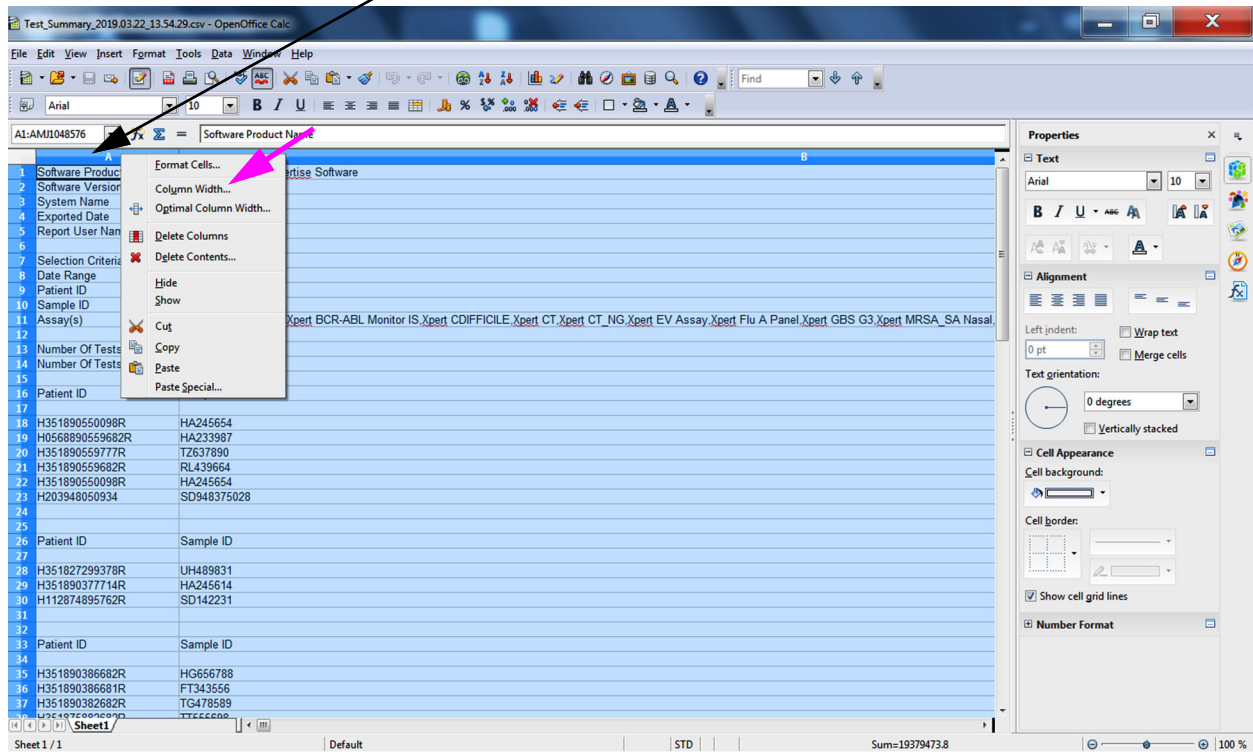 Test_Summary_2019.03.22_13.54.29.csv - OpenOffice Calc
File Edit View Insert Format Tools Data Window Help
Find
Arial 10
A1:AMJ1048576 Software Product Name
Properties
A B
Text
Arial 10
Alignment
Left indent:
0 pt
Wrap text
Merge cells
Text orientation:
0 degrees
Vertically stacked
Cell Appearance
Cell background:
Cell border:
Show cell grid lines
Number Format
Format Cells...
Column Width...
Optimal Column Width...
Delete Columns
Delete Contents...
Hide
Show
Cut
Copy
Paste
Paste Special...
1 Software Produc ertise Software
2 Software Version
3 System Name
4 Exported Date
5 Report User Nam
6
7 Selection Criteria
8 Date Range
9 Patient ID
10 Sample ID
11 Assay(s) Xpert BCR-ABL Monitor IS,Xpert CDIFFICILE,Xpert CT,Xpert CT_NG,Xpert EV Assay,Xpert Flu A Panel,Xpert GBS G3,Xpert MRSA_SA Nasal,
12
13 Number Of Tests
14 Number Of Tests
15
16 Patient ID
17
18 H351890550098R HA245654
19 H0568890559682R HA233987
20 H351890559777R TZ637890
21 H351890559682R RL439664
22 H351890550098R HA245654
23 H203948050934 SD948375028
24
25
26 Patient ID Sample ID
27
28 H351827299378R UH489831
29 H351890377714R HA245614
30 H112874895762R SD142231
31
32
33 Patient ID Sample ID
34
35 H351890386682R HG656788
36 H351890386681R FT343556
37 H351890382682R TG478589
Sheet1
Sheet 1 / 1 Default STD Sum=19379473.8 100 %